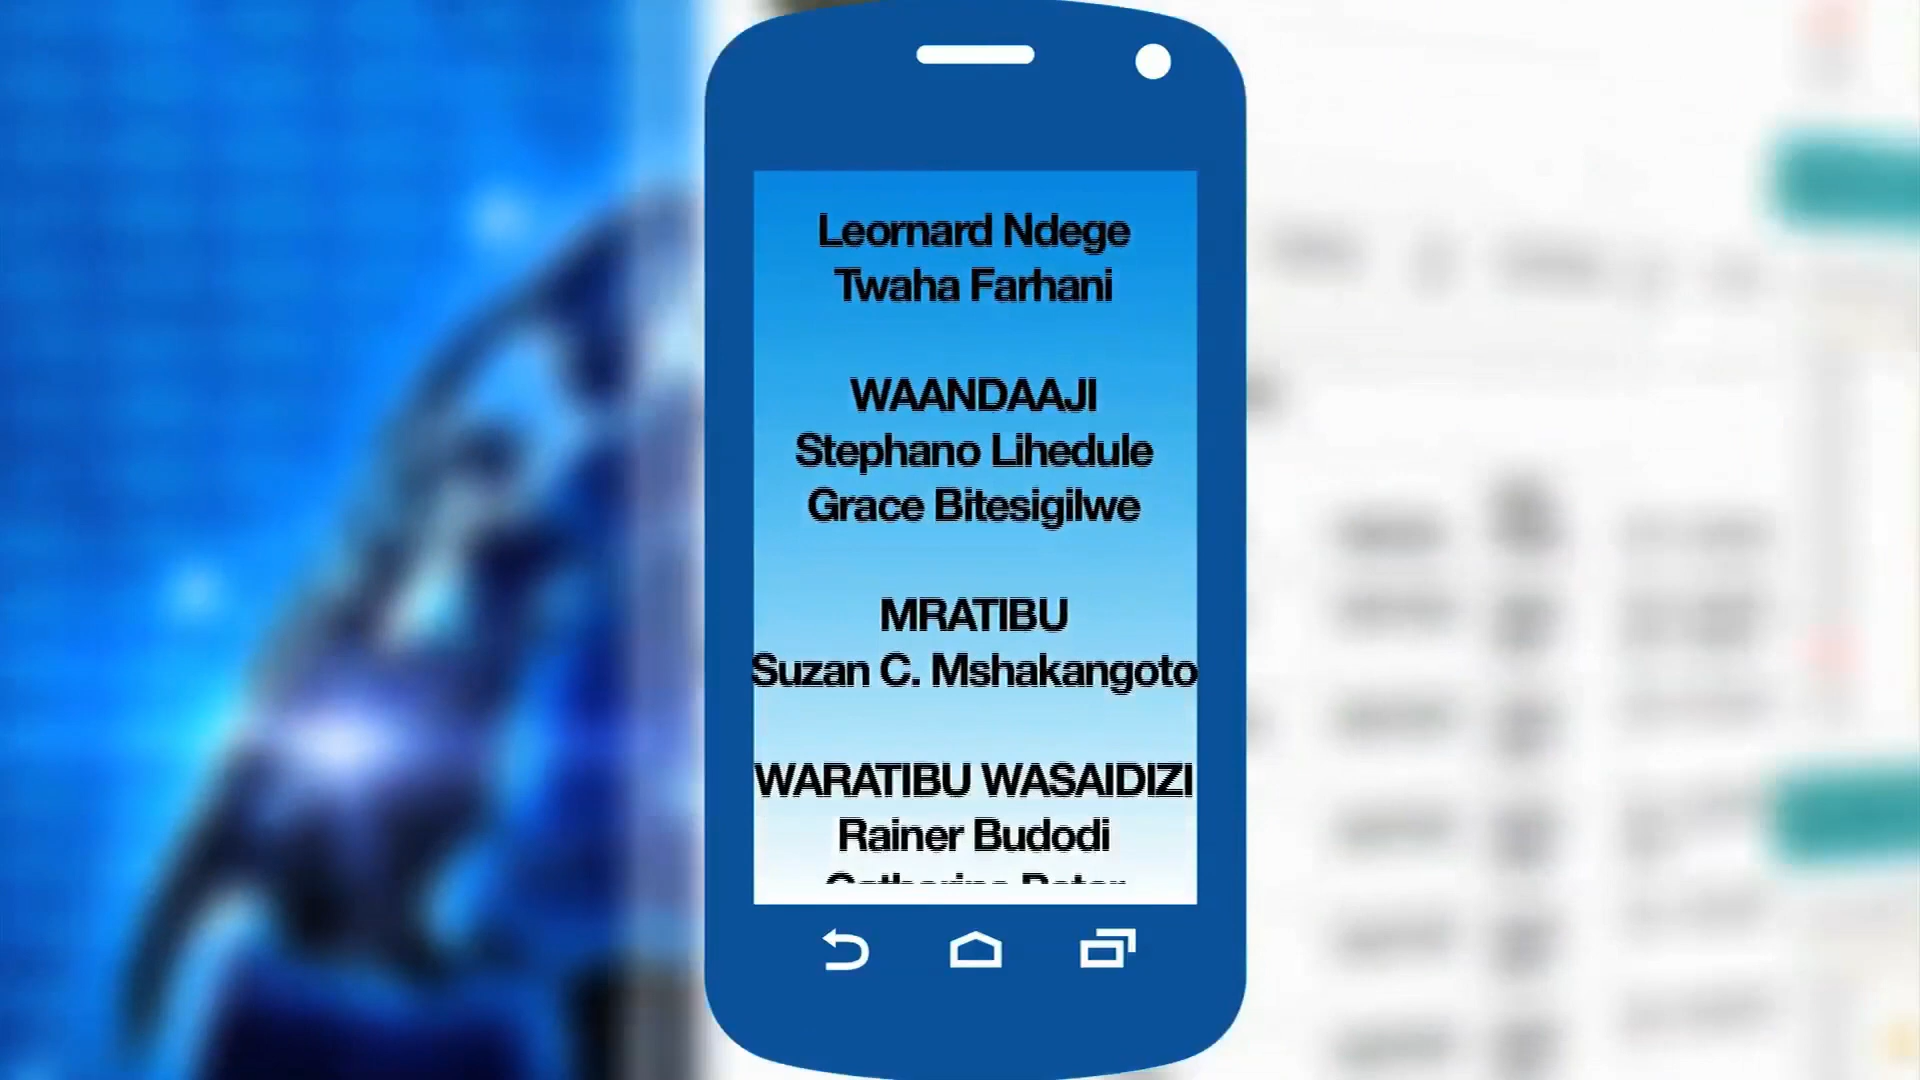 Leornard Ndege
Twaha Farhani
WAANDAAJI
Stephano Lihedule
Grace Bitesigilwe
MRATIBU
Suzan C. Mshakangoto
WARATIBU WASAIDIZI
Rainer Budodi